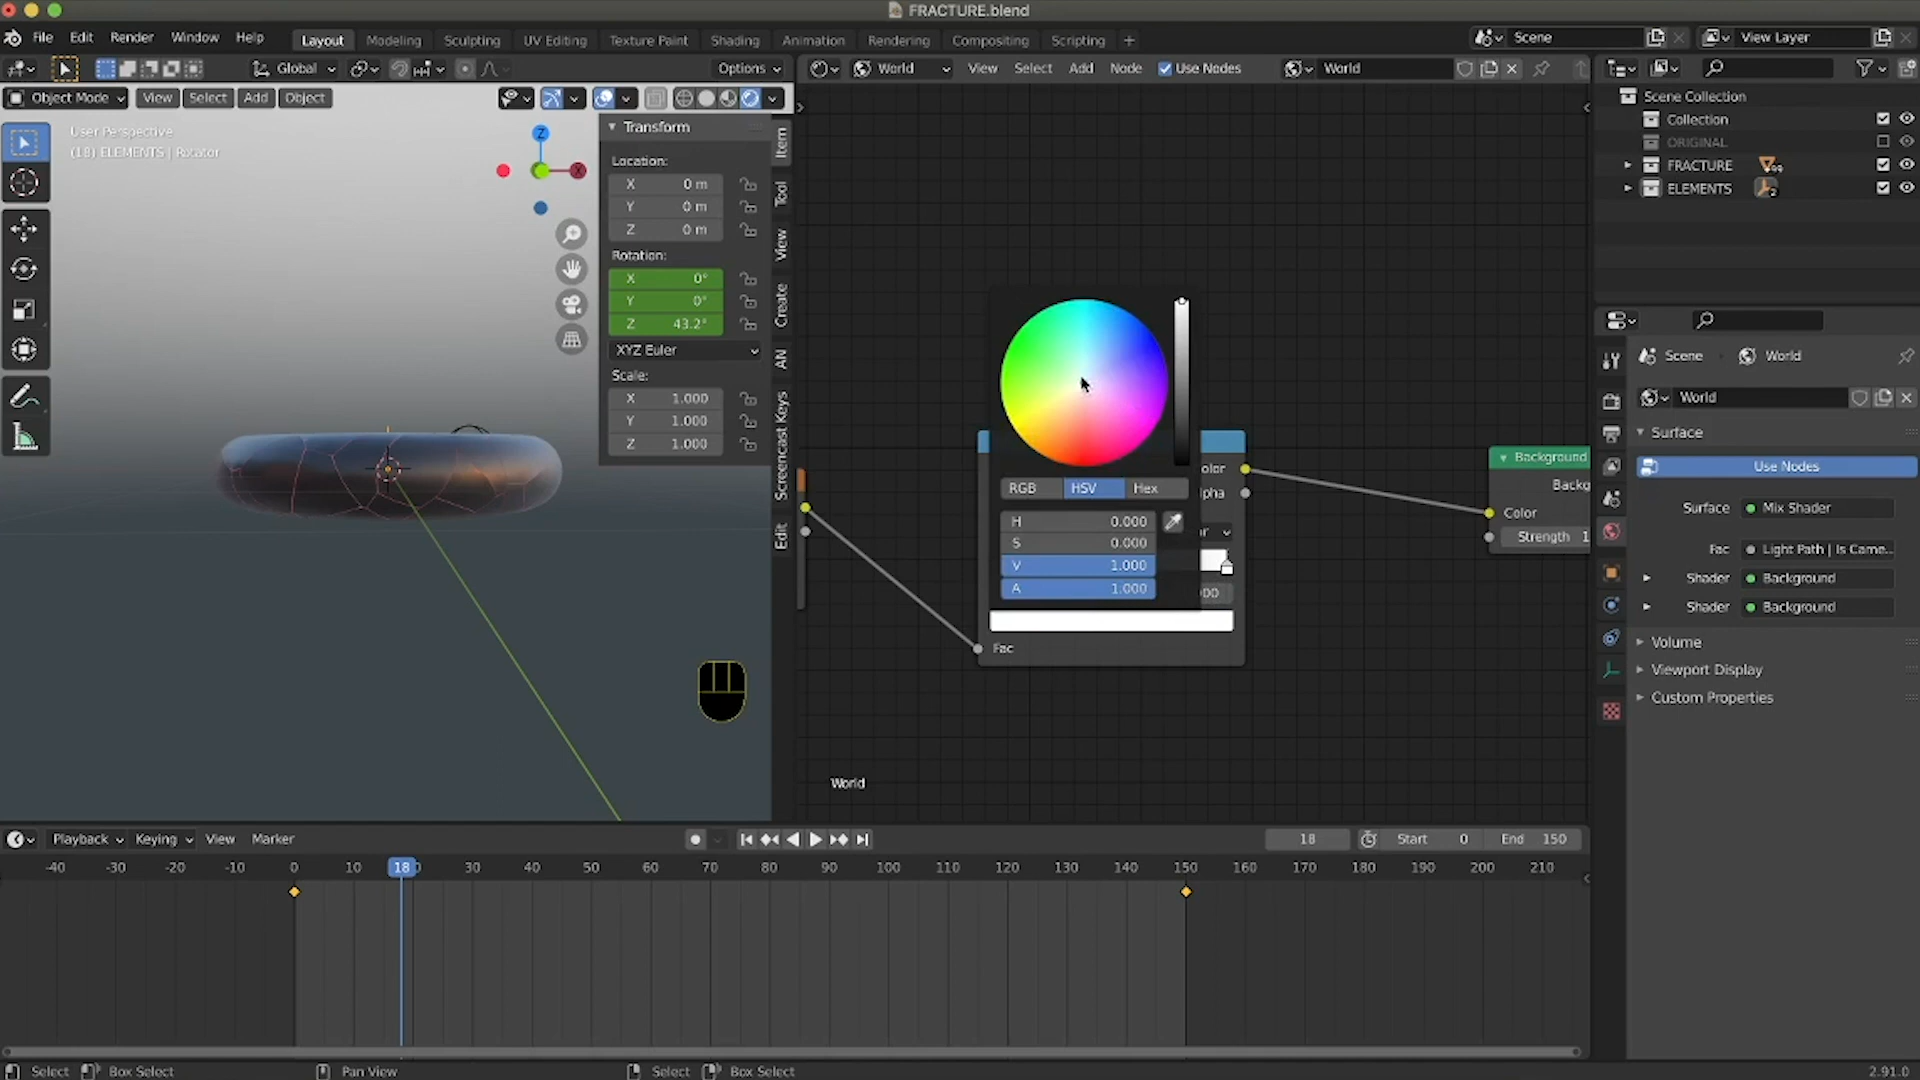 FRACTURE.blend
File Edit Render Window Help Layout Modeling Sculpting UV Editing Texture Paint Shading Animation Rendering Compositing Scripting + Scene View Layer
Global Options World View Select Add Node Use Nodes World
Object Mode View Select Add Object
User Perspective
(18) ELEMENTS | Rotator
Z
X
Transform
Location:
X 0 m
Y 0 m
Z 0 m
Rotation:
X 0°
Y 0°
Z 43.2°
XYZ Euler
Scale:
X 1.000
Y 1.000
Z 1.000
Item
Tool
View
Create
AN
Screencast Keys
Edit
RGB HSV Hex
H 0.000
S 0.000
V 1.000
A 1.000
olor
lpha
Fac
Background
Backg
Color
Strength 1
World
Scene Collection
Collection
ORIGINAL
FRACTURE
ELEMENTS
Scene World
World
Surface
Use Nodes
Surface Mix Shader
Fac Light Path | Is Came...
Shader Background
Shader Background
Volume
Viewport Display
Custom Properties
Playback Keying View Marker 18 Start 0 End 150
-40 -30 -20 -10 0 10 18 30 40 50 60 70 80 90 100 110 120 130 140 150 160 170 180 190 200 210
Select Box Select Pan View Select Box Select 2.91.0